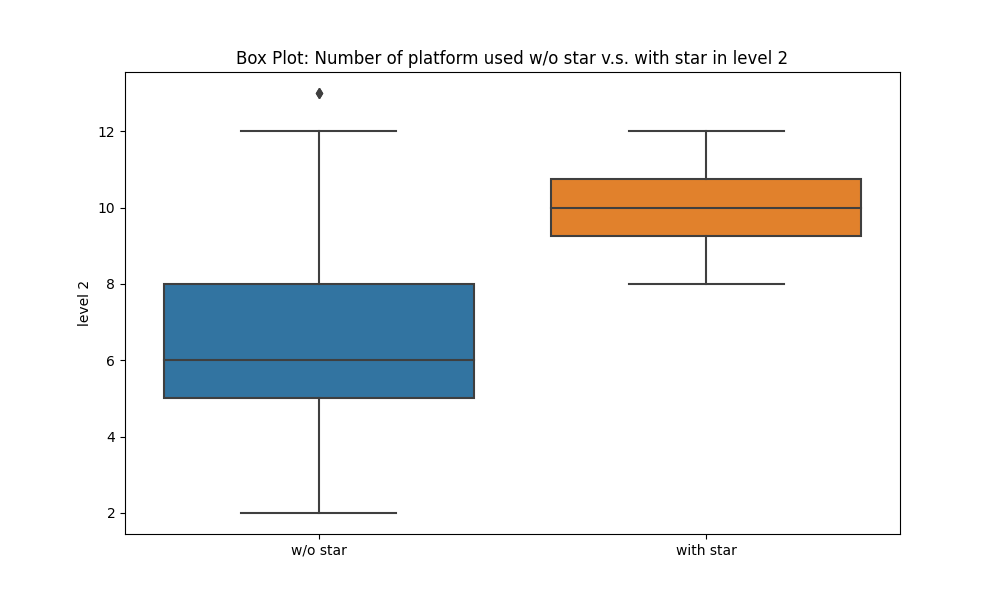 Box Plot: Number of platform used w/o star v.s. with star in level 2
12
10
8
6
4
2
level 2
w/o star
with star